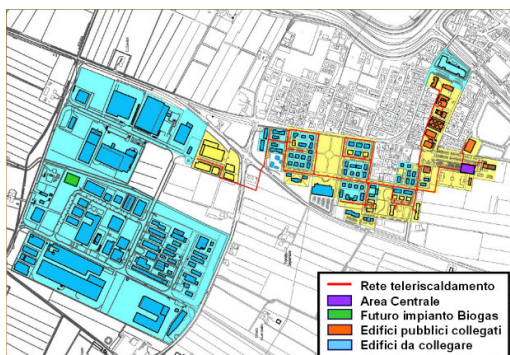 Rete teleriscaldamento
Area Centrale
Futuro impianto Biogas
Edifici pubblici collegati
Edifici da collegare